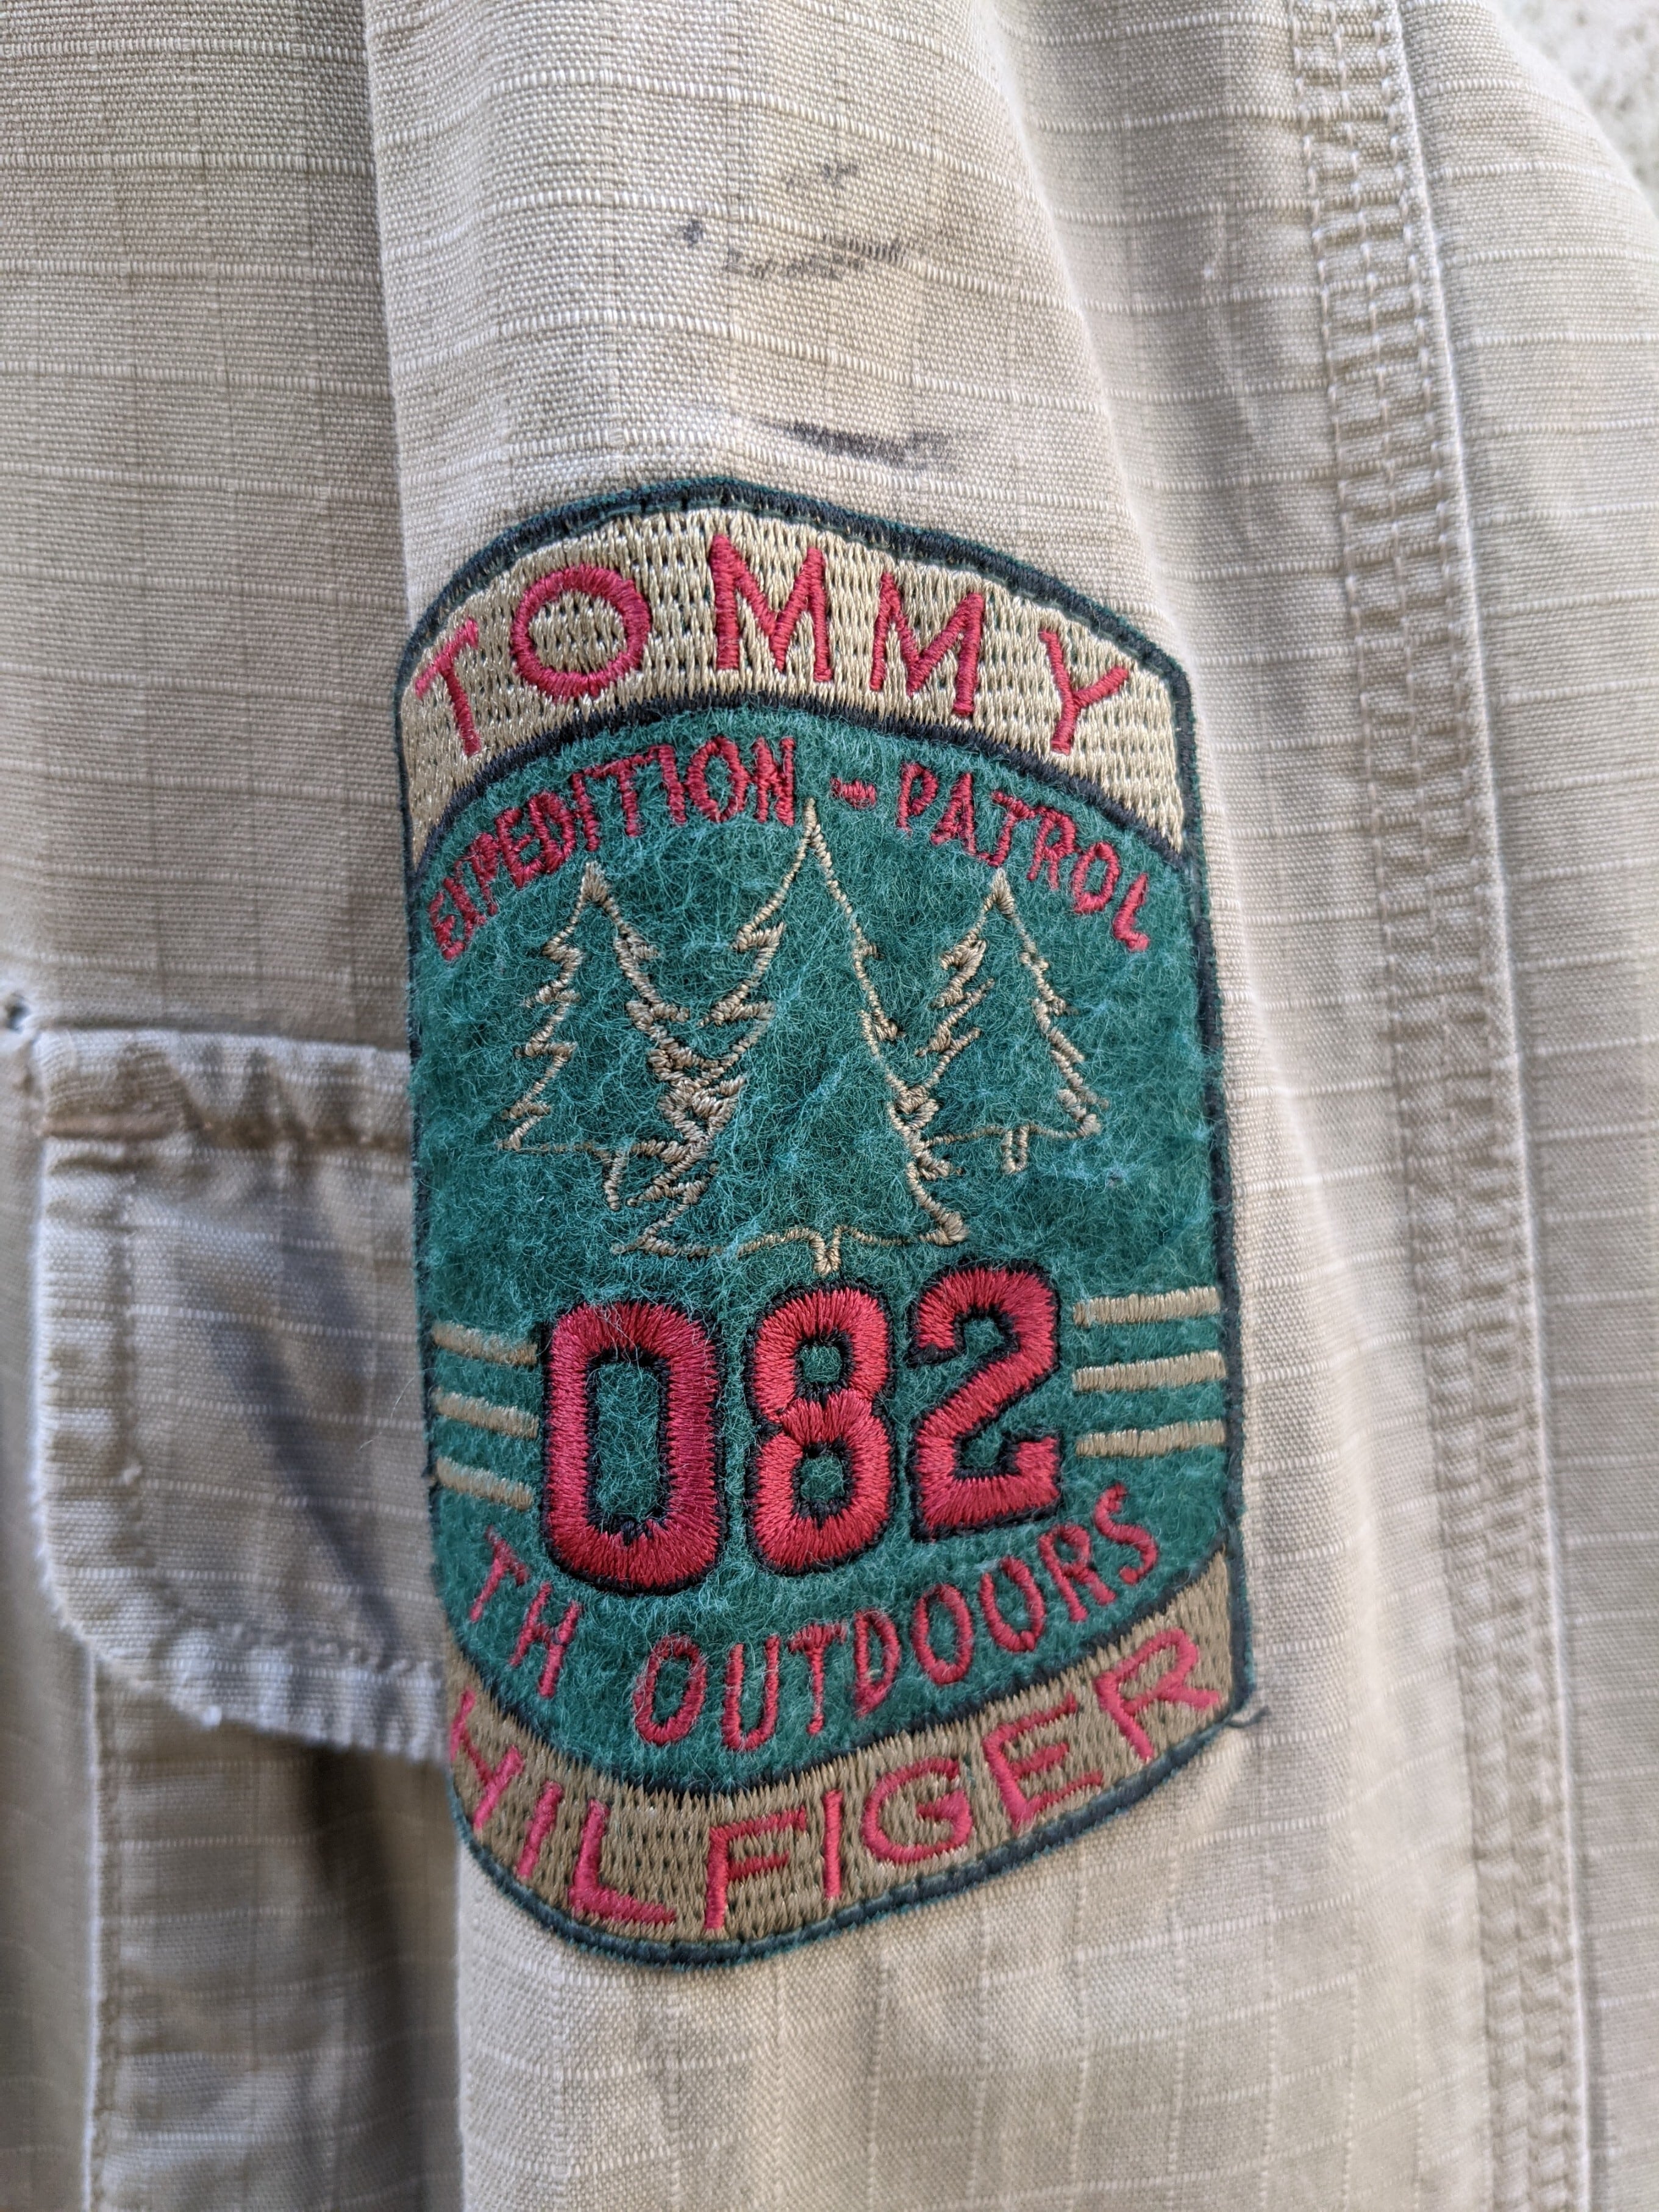 TOMMY
EXPEDITION - PATROL
082
TH OUTDOORS
HILFIGER